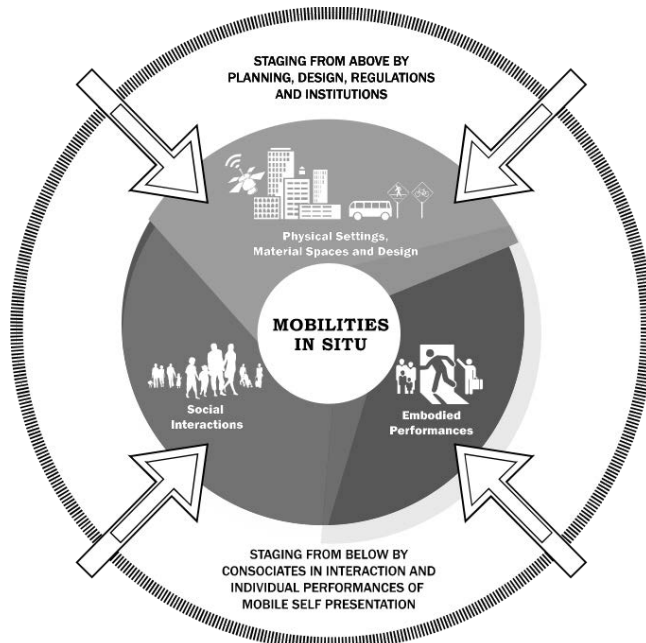 STAGING FROM ABOVE BY
PLANNING, DESIGN, REGULATIONS
AND INSTITUTIONS
Physical Settings,
Material Spaces and Design
MOBILITIES
IN SITU
Social
Interactions
Embodied
Performances
STAGING FROM BELOW BY
CONSOCIATES IN INTERACTION AND
INDIVIDUAL PERFORMANCES OF
MOBILE SELF PRESENTATION